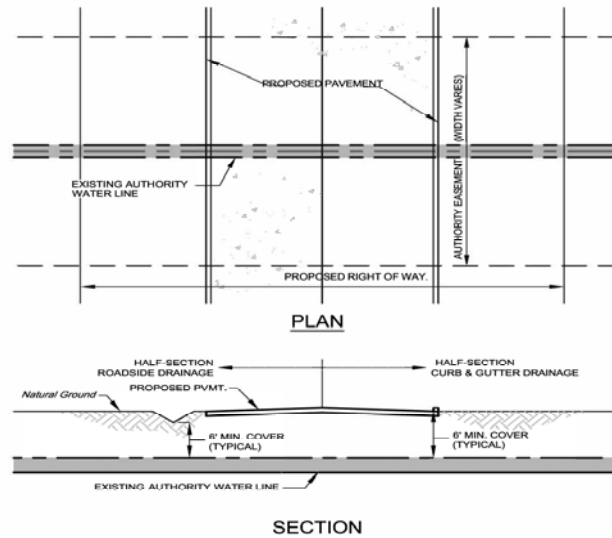 PROPOSED PAVEMENT
AUTHORITY EASEMENT (WIDTH VARIES)
EXISTING AUTHORITY
WATER LINE
PROPOSED RIGHT OF WAY.
PLAN
HALF-SECTION
ROADSIDE DRAINAGE
HALF-SECTION
CURB & GUTTER DRAINAGE
PROPOSED PVMT.
Natural Ground
6' MIN. COVER
(TYPICAL)
6' MIN. COVER
(TYPICAL)
EXISTING AUTHORITY WATER LINE
SECTION